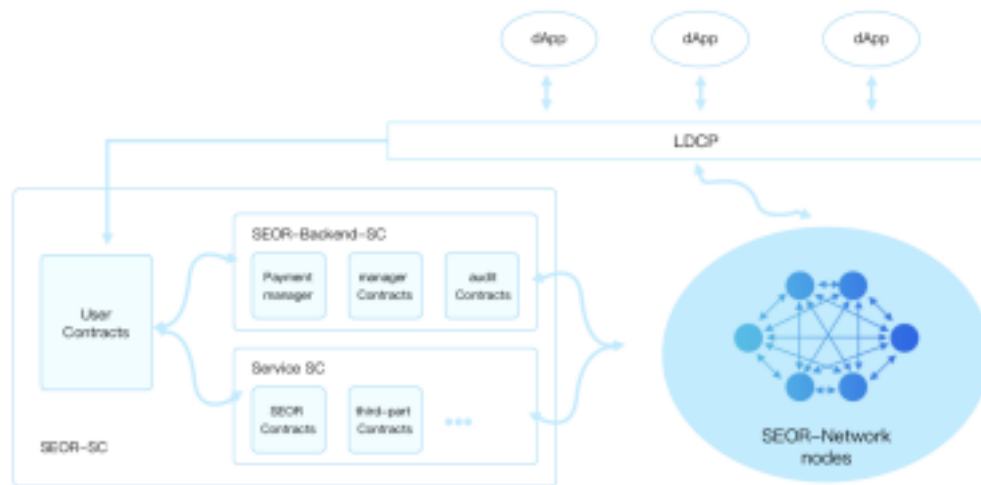 dApp dApp dApp
LDCP
SEOR-Backend-SC
Payment manager audit
manager Contracts Contracts
User
Contracts
Service SC
SEOR third-part
Contracts Contracts
SEOR-SC
SEOR-Network
nodes